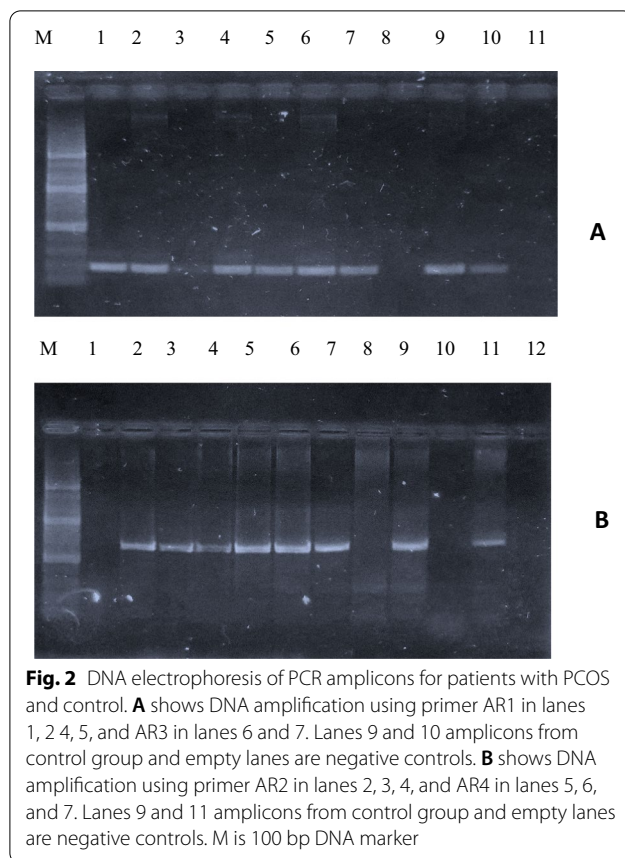 M 1 2 3 4 5 6 7 8 9 10 11
A
M 1 2 3 4 5 6 7 8 9 10 11 12
B
Fig. 2 DNA electrophoresis of PCR amplicons for patients with PCOS
and control. A shows DNA amplification using primer AR1 in lanes
1, 2 4, 5, and AR3 in lanes 6 and 7. Lanes 9 and 10 amplicons from
control group and empty lanes are negative controls. B shows DNA
amplification using primer AR2 in lanes 2, 3, 4, and AR4 in lanes 5, 6,
and 7. Lanes 9 and 11 amplicons from control group and empty lanes
are negative controls. M is 100 bp DNA marker